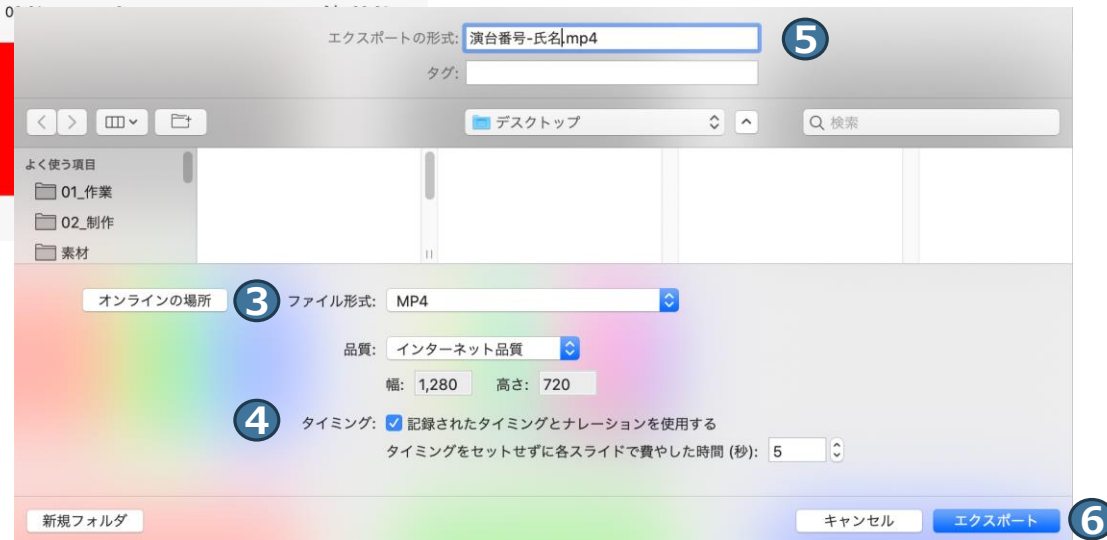 エクスポートの形式: 演台番号-氏名.mp4
5
タグ:
デスクトップ
検索
よく使う項目
01_作業
02_制作
素材
オンラインの場所
3
ファイル形式: MP4
品質: インターネット品質
幅: 1,280 高さ: 720
4
タイミング: 記録されたタイミングとナレーションを使用する
タイミングをセットせずに各スライドで費やした時間 (秒): 5
新規フォルダ
キャンセル
エクスポート
6